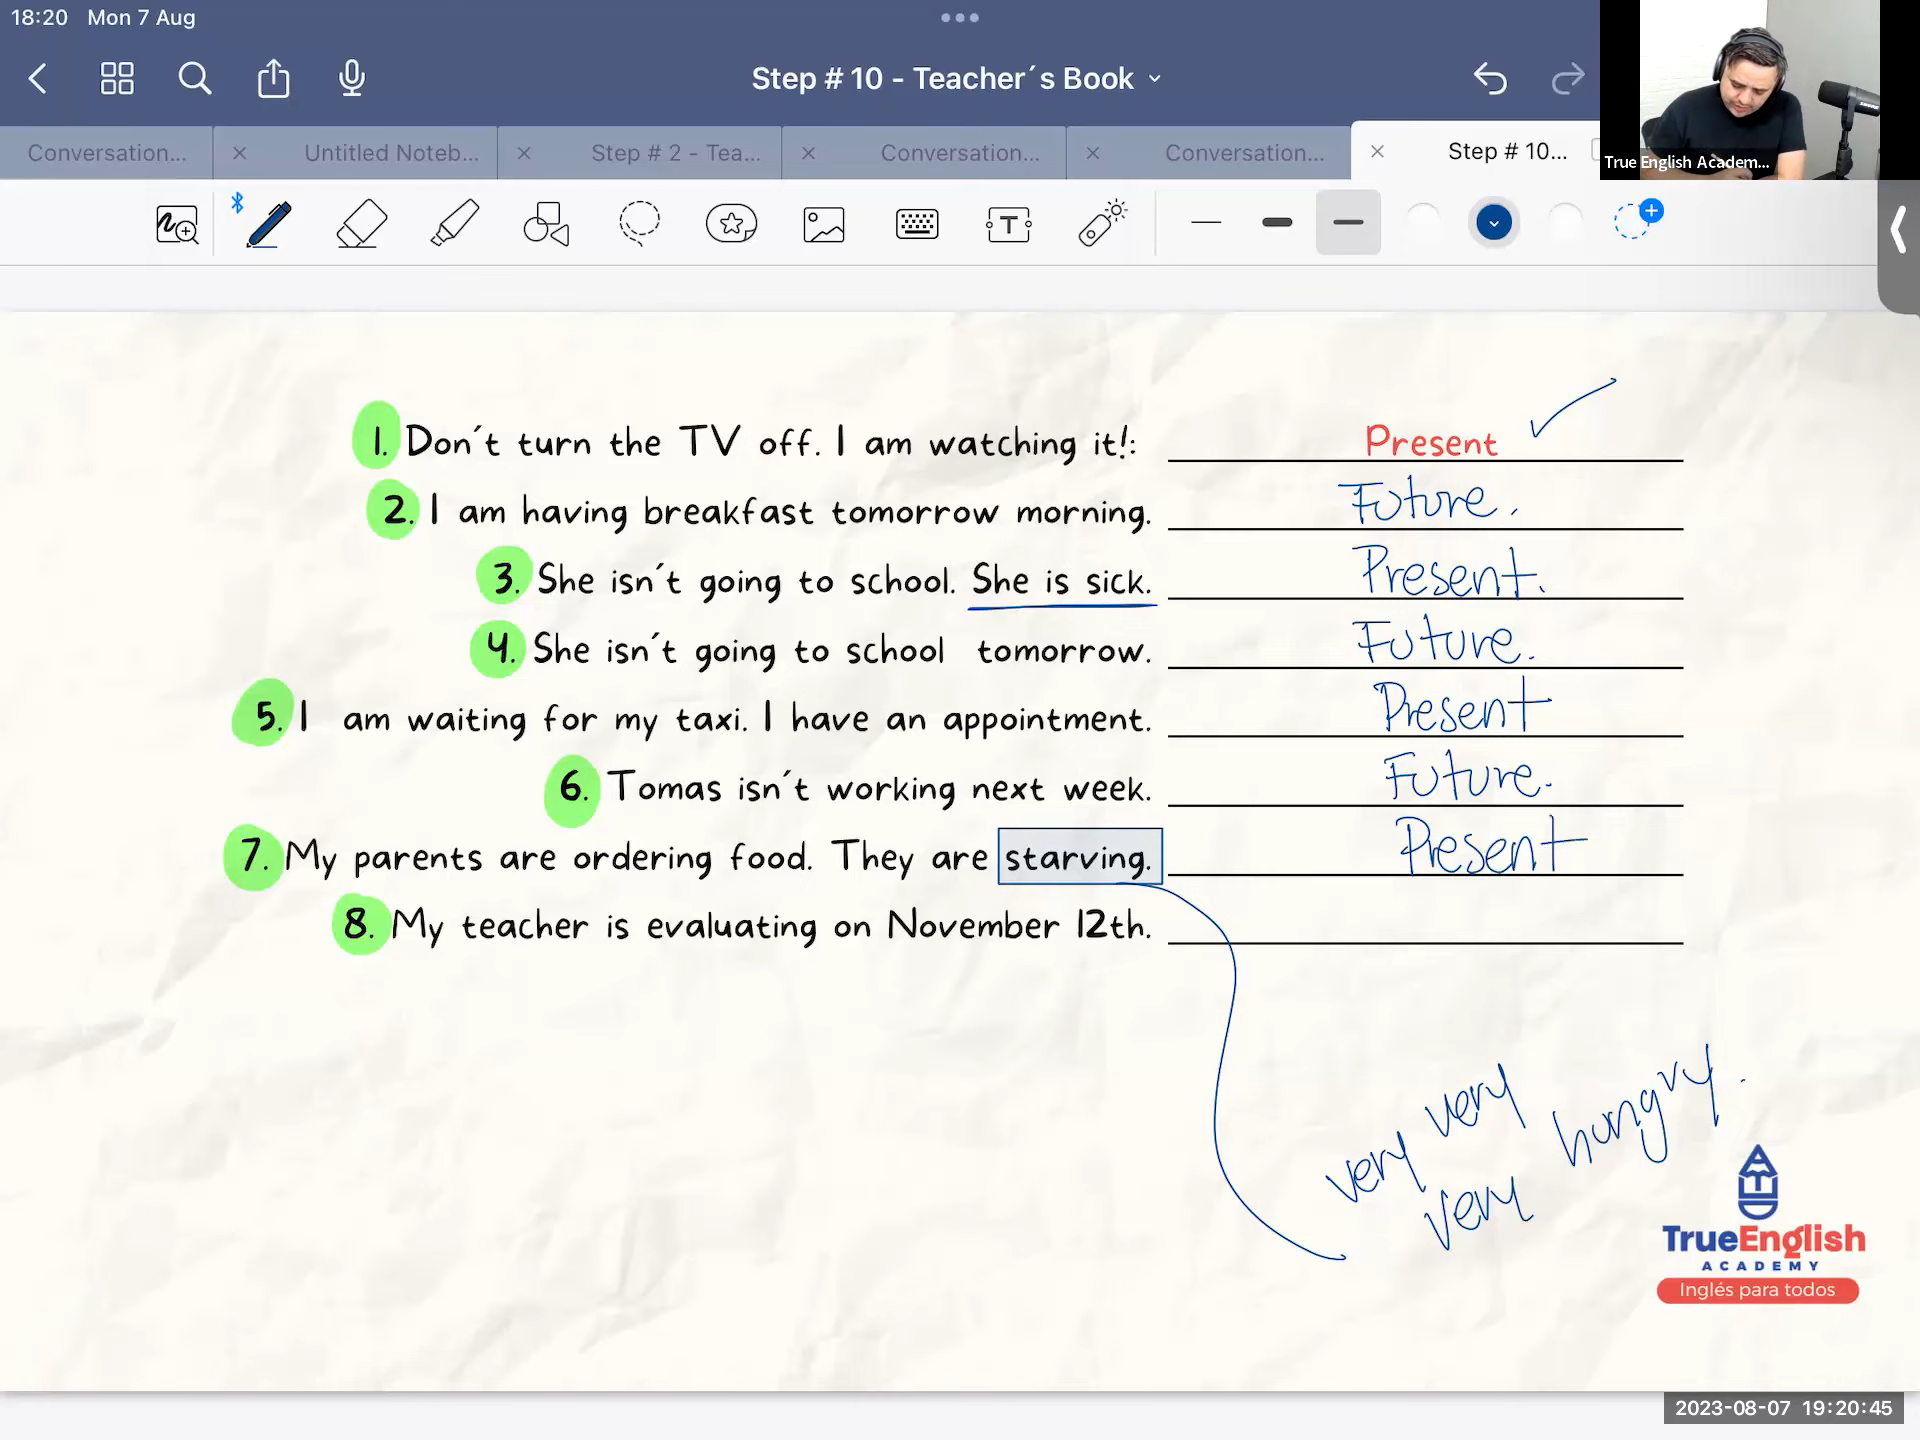 18:20 Mon 7 Aug
Step # 10 - Teacher´s Book
True English Academ...
Conversation...
Untitled Noteb...
Step # 2 - Tea...
Conversation...
Conversation...
Step # 10...
T
1. Don´t turn the TV off. I am watching it!: Present
2. I am having breakfast tomorrow morning. Future.
3. She isn´t going to school. She is sick. Present.
4. She isn´t going to school tomorrow. Future.
5. I am waiting for my taxi. I have an appointment. Present
6. Tomas isn´t working next week. Future.
7. My parents are ordering food. They are starving. Present
8. My teacher is evaluating on November 12th.
very very very hungry.
TrueEnglish
ACADEMY
Inglés para todos
2023-08-07 19:20:45